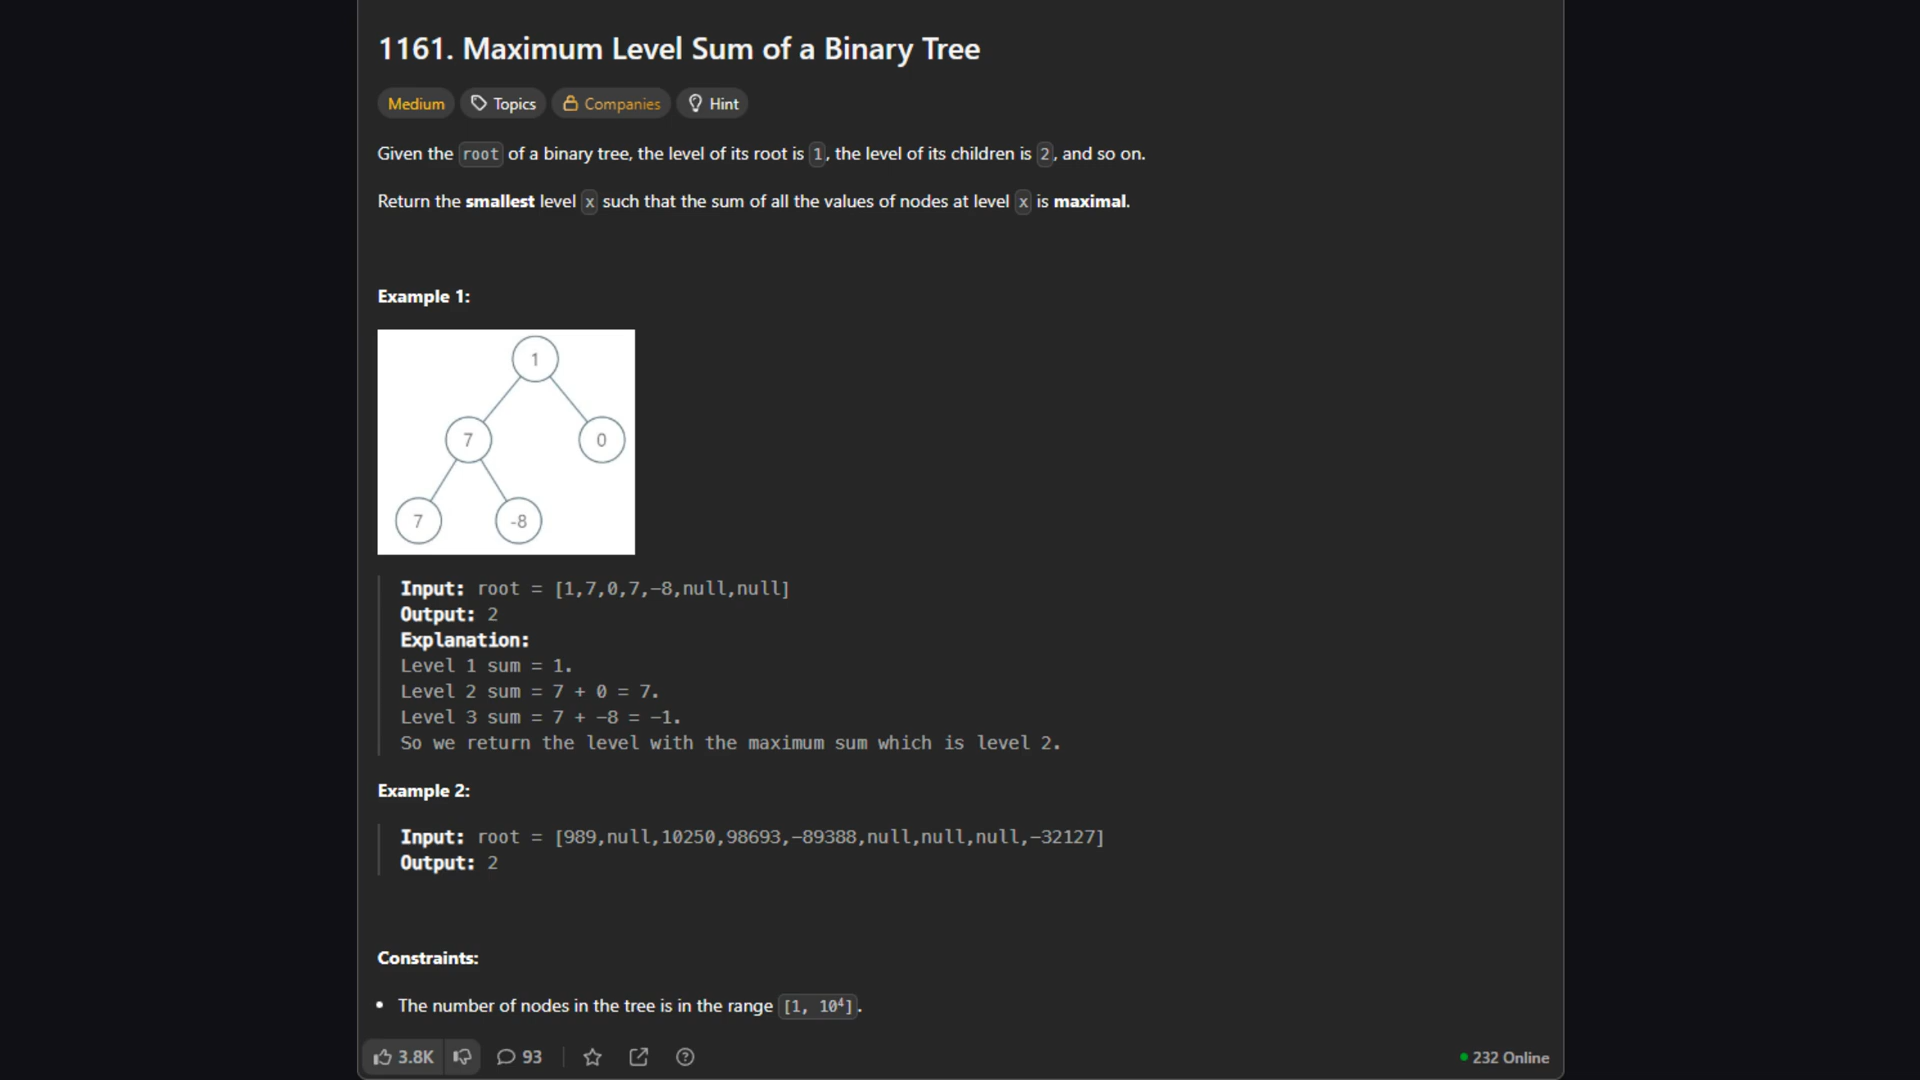 1161. Maximum Level Sum of a Binary Tree
Medium Topics Companies Hint
Given the root of a binary tree, the level of its root is 1, the level of its children is 2, and so on.
Return the smallest level x such that the sum of all the values of nodes at level x is maximal.
Example 1:
1
7 0
7 -8
Input: root = [1,7,0,7,-8,null,null]
Output: 2
Explanation:
Level 1 sum = 1.
Level 2 sum = 7 + 0 = 7.
Level 3 sum = 7 + -8 = -1.
So we return the level with the maximum sum which is level 2.
Example 2:
Input: root = [989,null,10250,98693,-89388,null,null,null,-32127]
Output: 2
Constraints:
• The number of nodes in the tree is in the range [1, 10⁴].
3.8K 93 232 Online